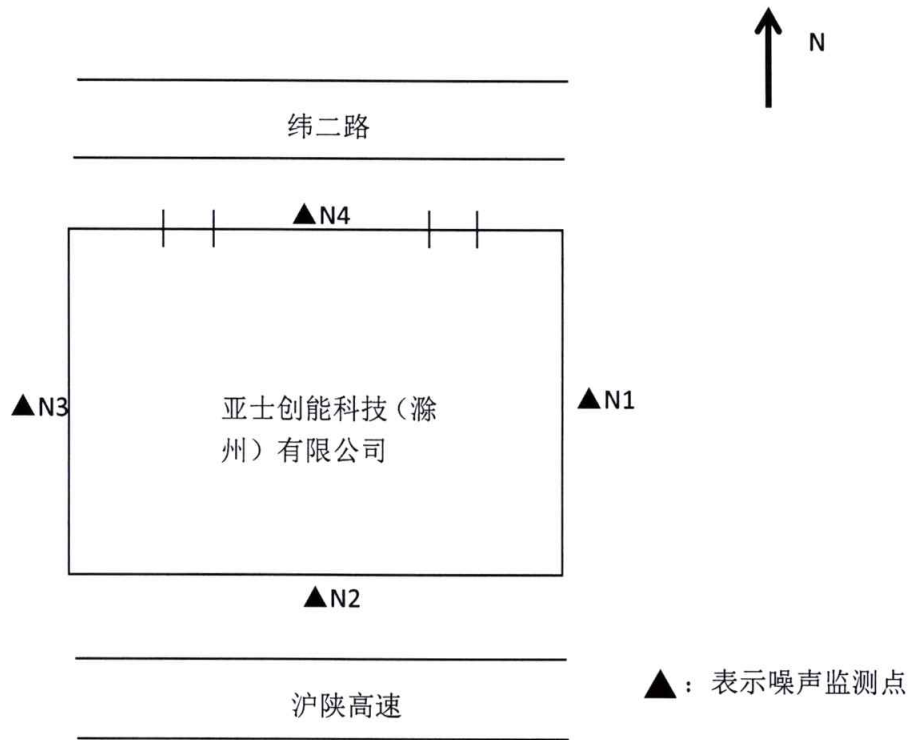 N
纬二路
▲N4
▲N3
亚士创能科技（滁
州）有限公司
▲N1
▲N2
沪陕高速
▲：表示噪声监测点